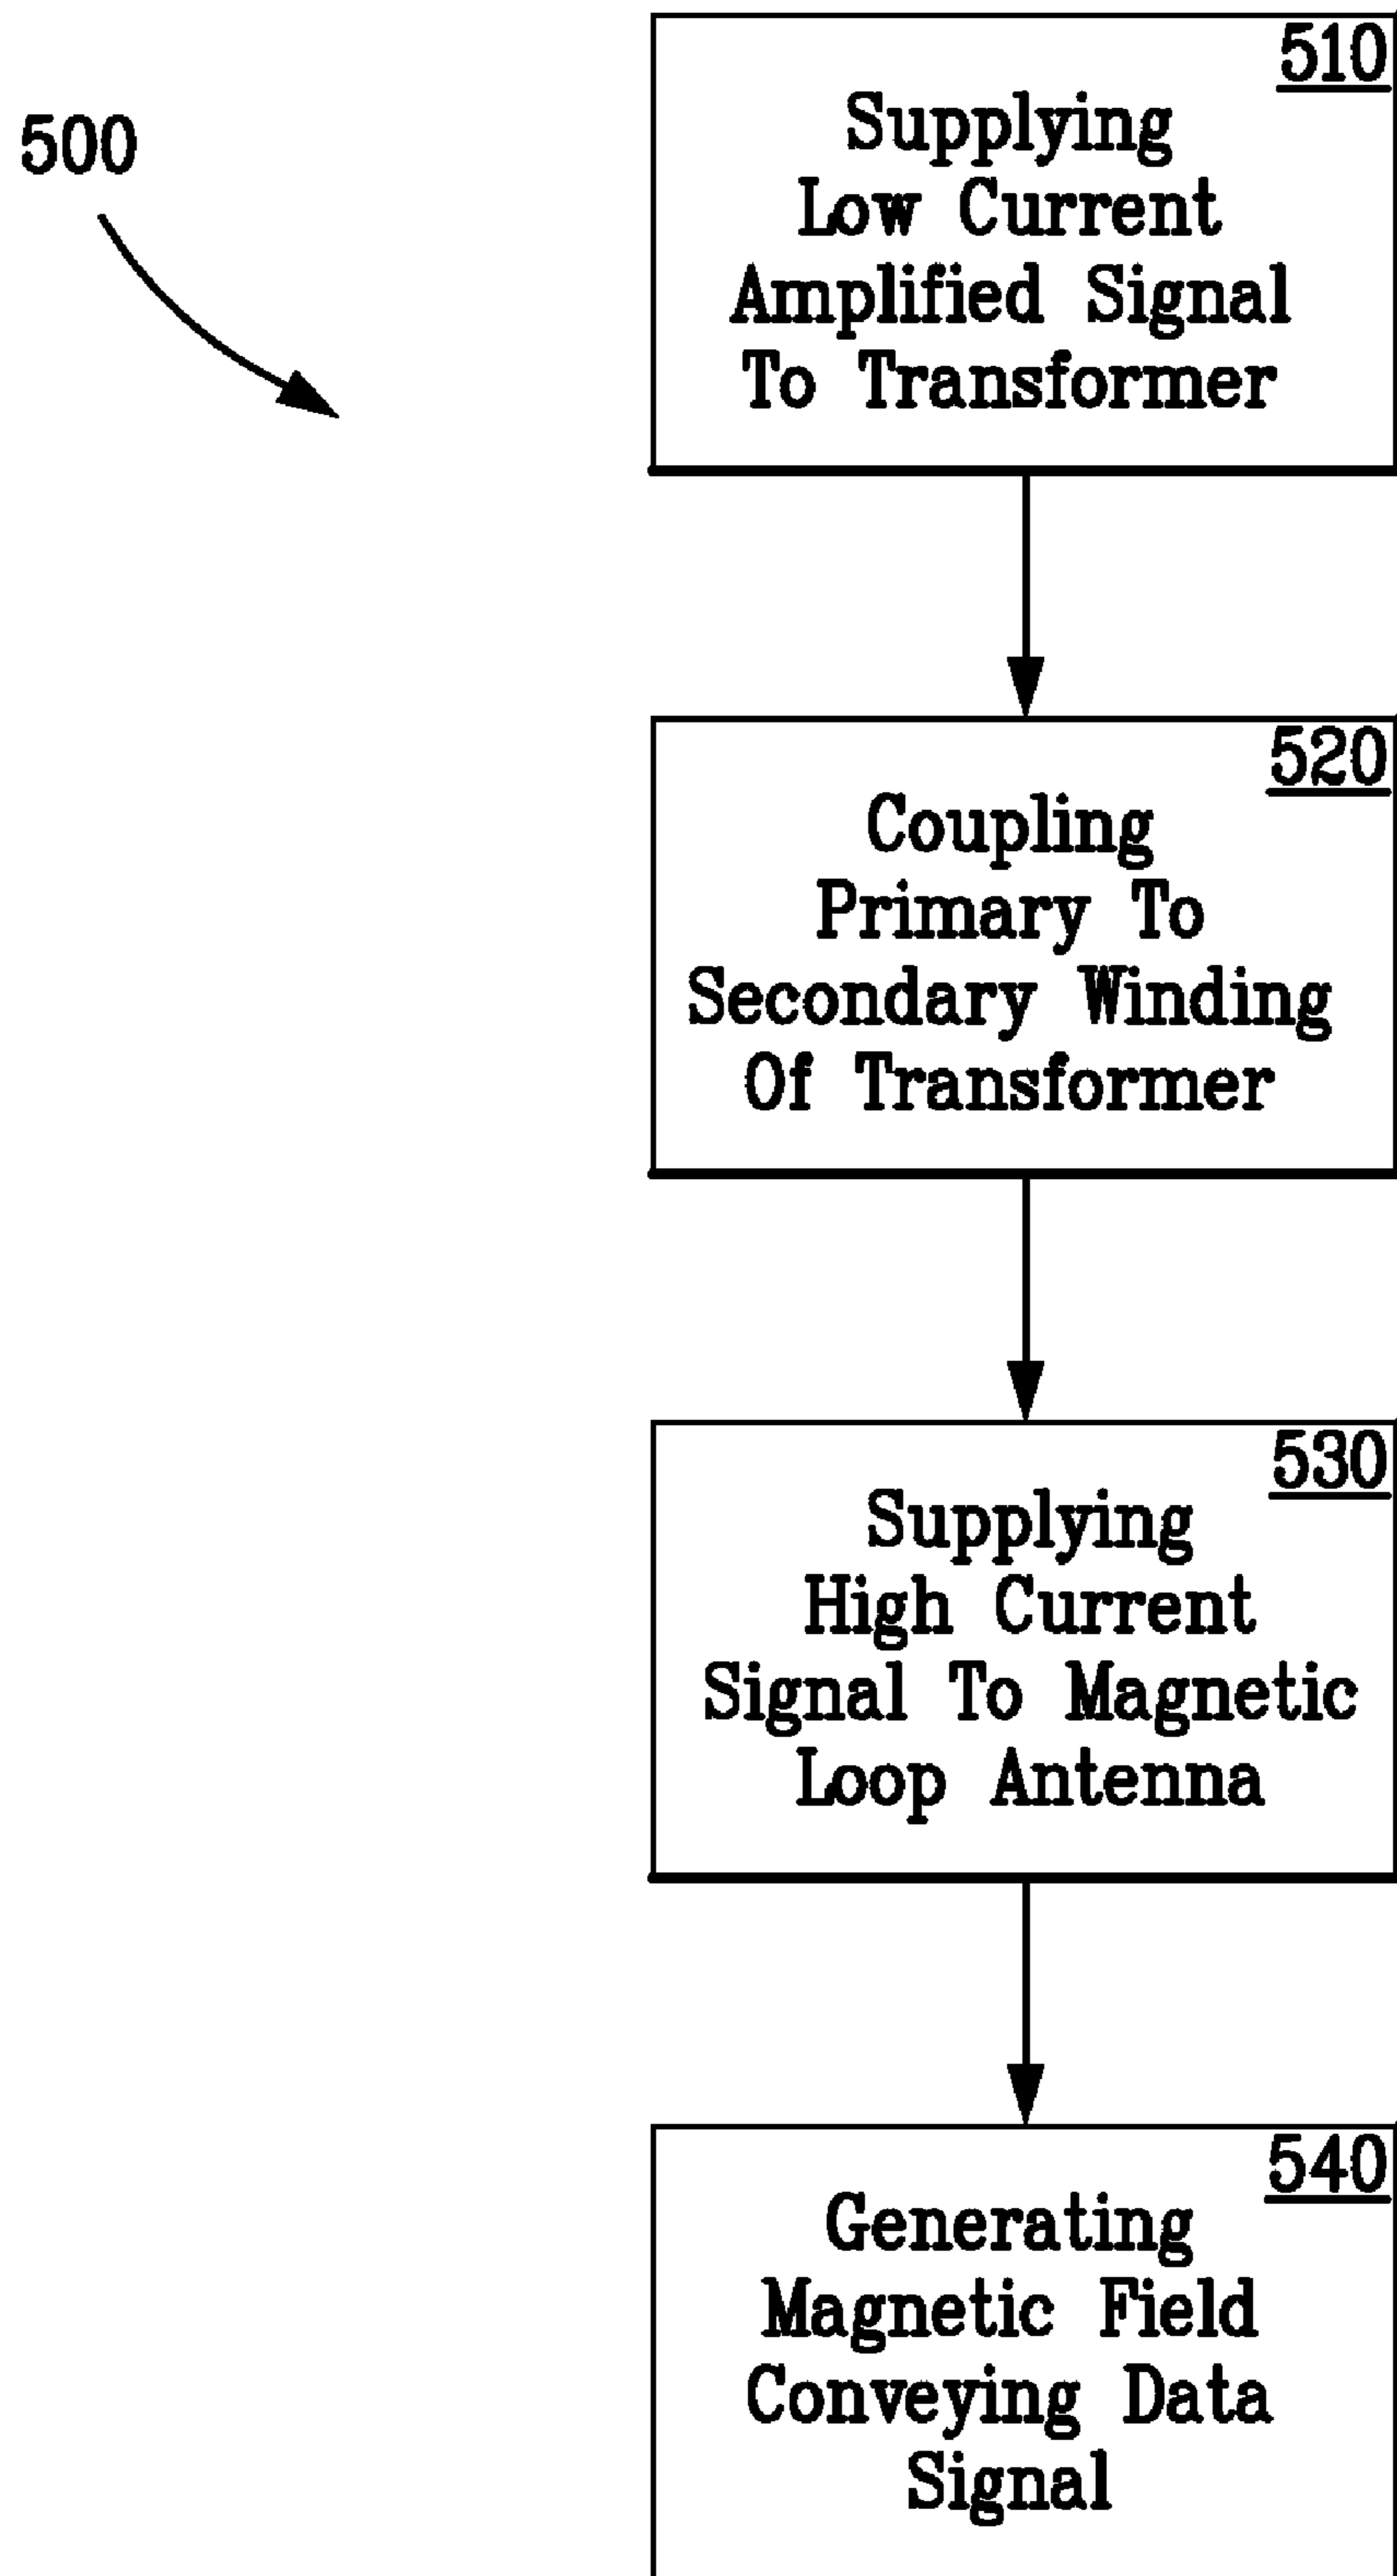 500
510
Supplying
Low Current
Amplified Signal
To Transformer
520
Coupling
Primary To
Secondary Winding
Of Transformer
530
Supplying
High Current
Signal To Magnetic
Loop Antenna
540
Generating
Magnetic Field
Conveying Data
Signal